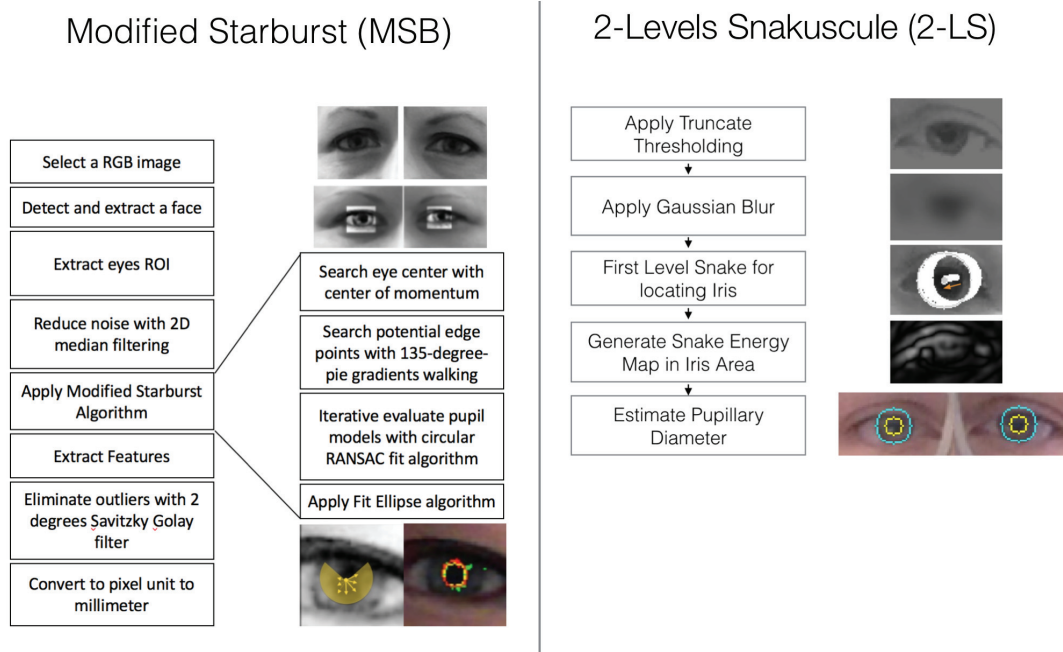 Modified Starburst (MSB)
Select a RGB image
Detect and extract a face
Extract eyes ROI
Reduce noise with 2D
median filtering
Apply Modified Starburst
Algorithm
Extract Features
Eliminate outliers with 2
degrees Savitzky Golay
filter
Convert to pixel unit to
millimeter
Search eye center with
center of momentum
Search potential edge
points with 135-degree-
pie gradients walking
Iterative evaluate pupil
models with circular
RANSAC fit algorithm
Apply Fit Ellipse algorithm
2-Levels Snakuscule (2-LS)
Apply Truncate
Thresholding
Apply Gaussian Blur
First Level Snake for
locating Iris
Generate Snake Energy
Map in Iris Area
Estimate Pupillary
Diameter